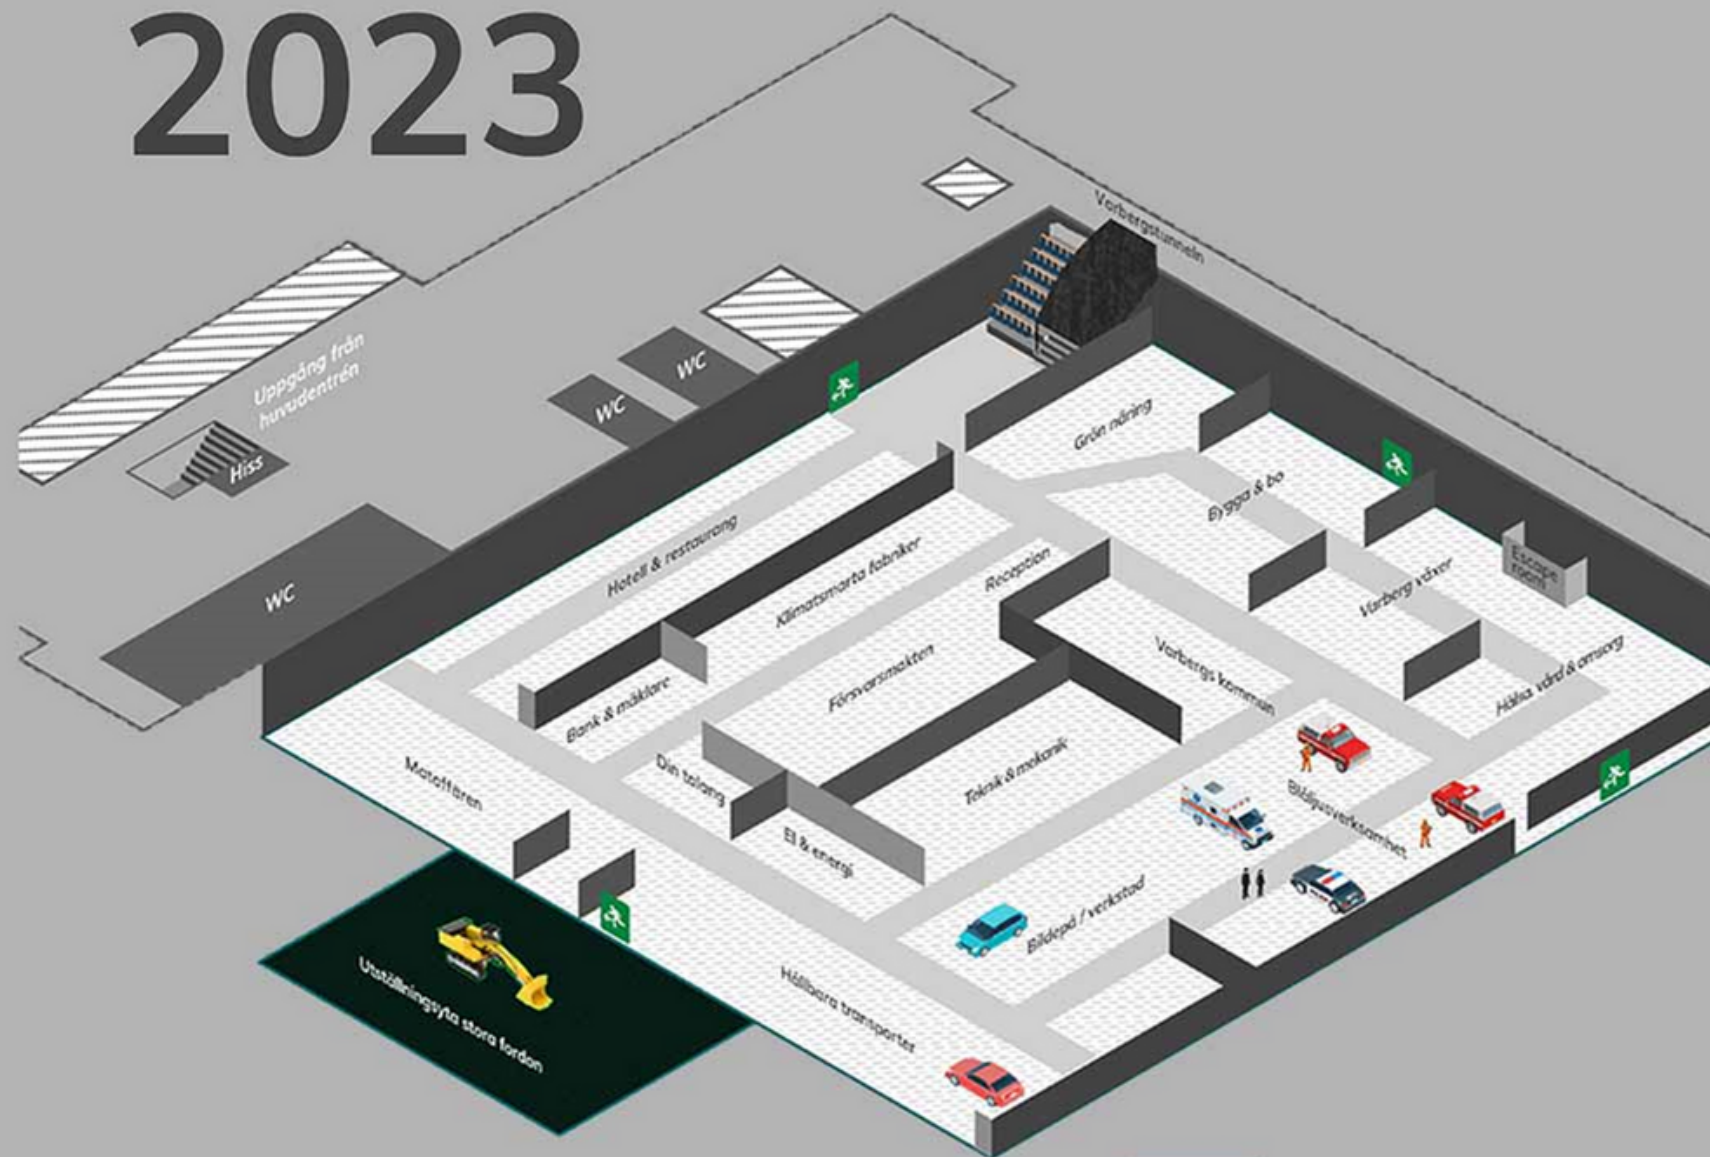 2023
Varbergstunneln
Uppgång från
huvudentrén
WC
WC
Hiss
WC
Grön näring
Bygga & bo
Hotell & restaurang
Klimatsmarta fabriker
Reception
Escape
room
Varberg växer
Försvarsmakten
Varbergs kommun
Hälsa, vård & omsorg
Bank & mäklare
Din talang
Mataffären
Teknik & mekanik
Blåljusverksamhet
El & energi
Bildepå / verkstad
Hållbara transporter
Utställningsyta stora fordon